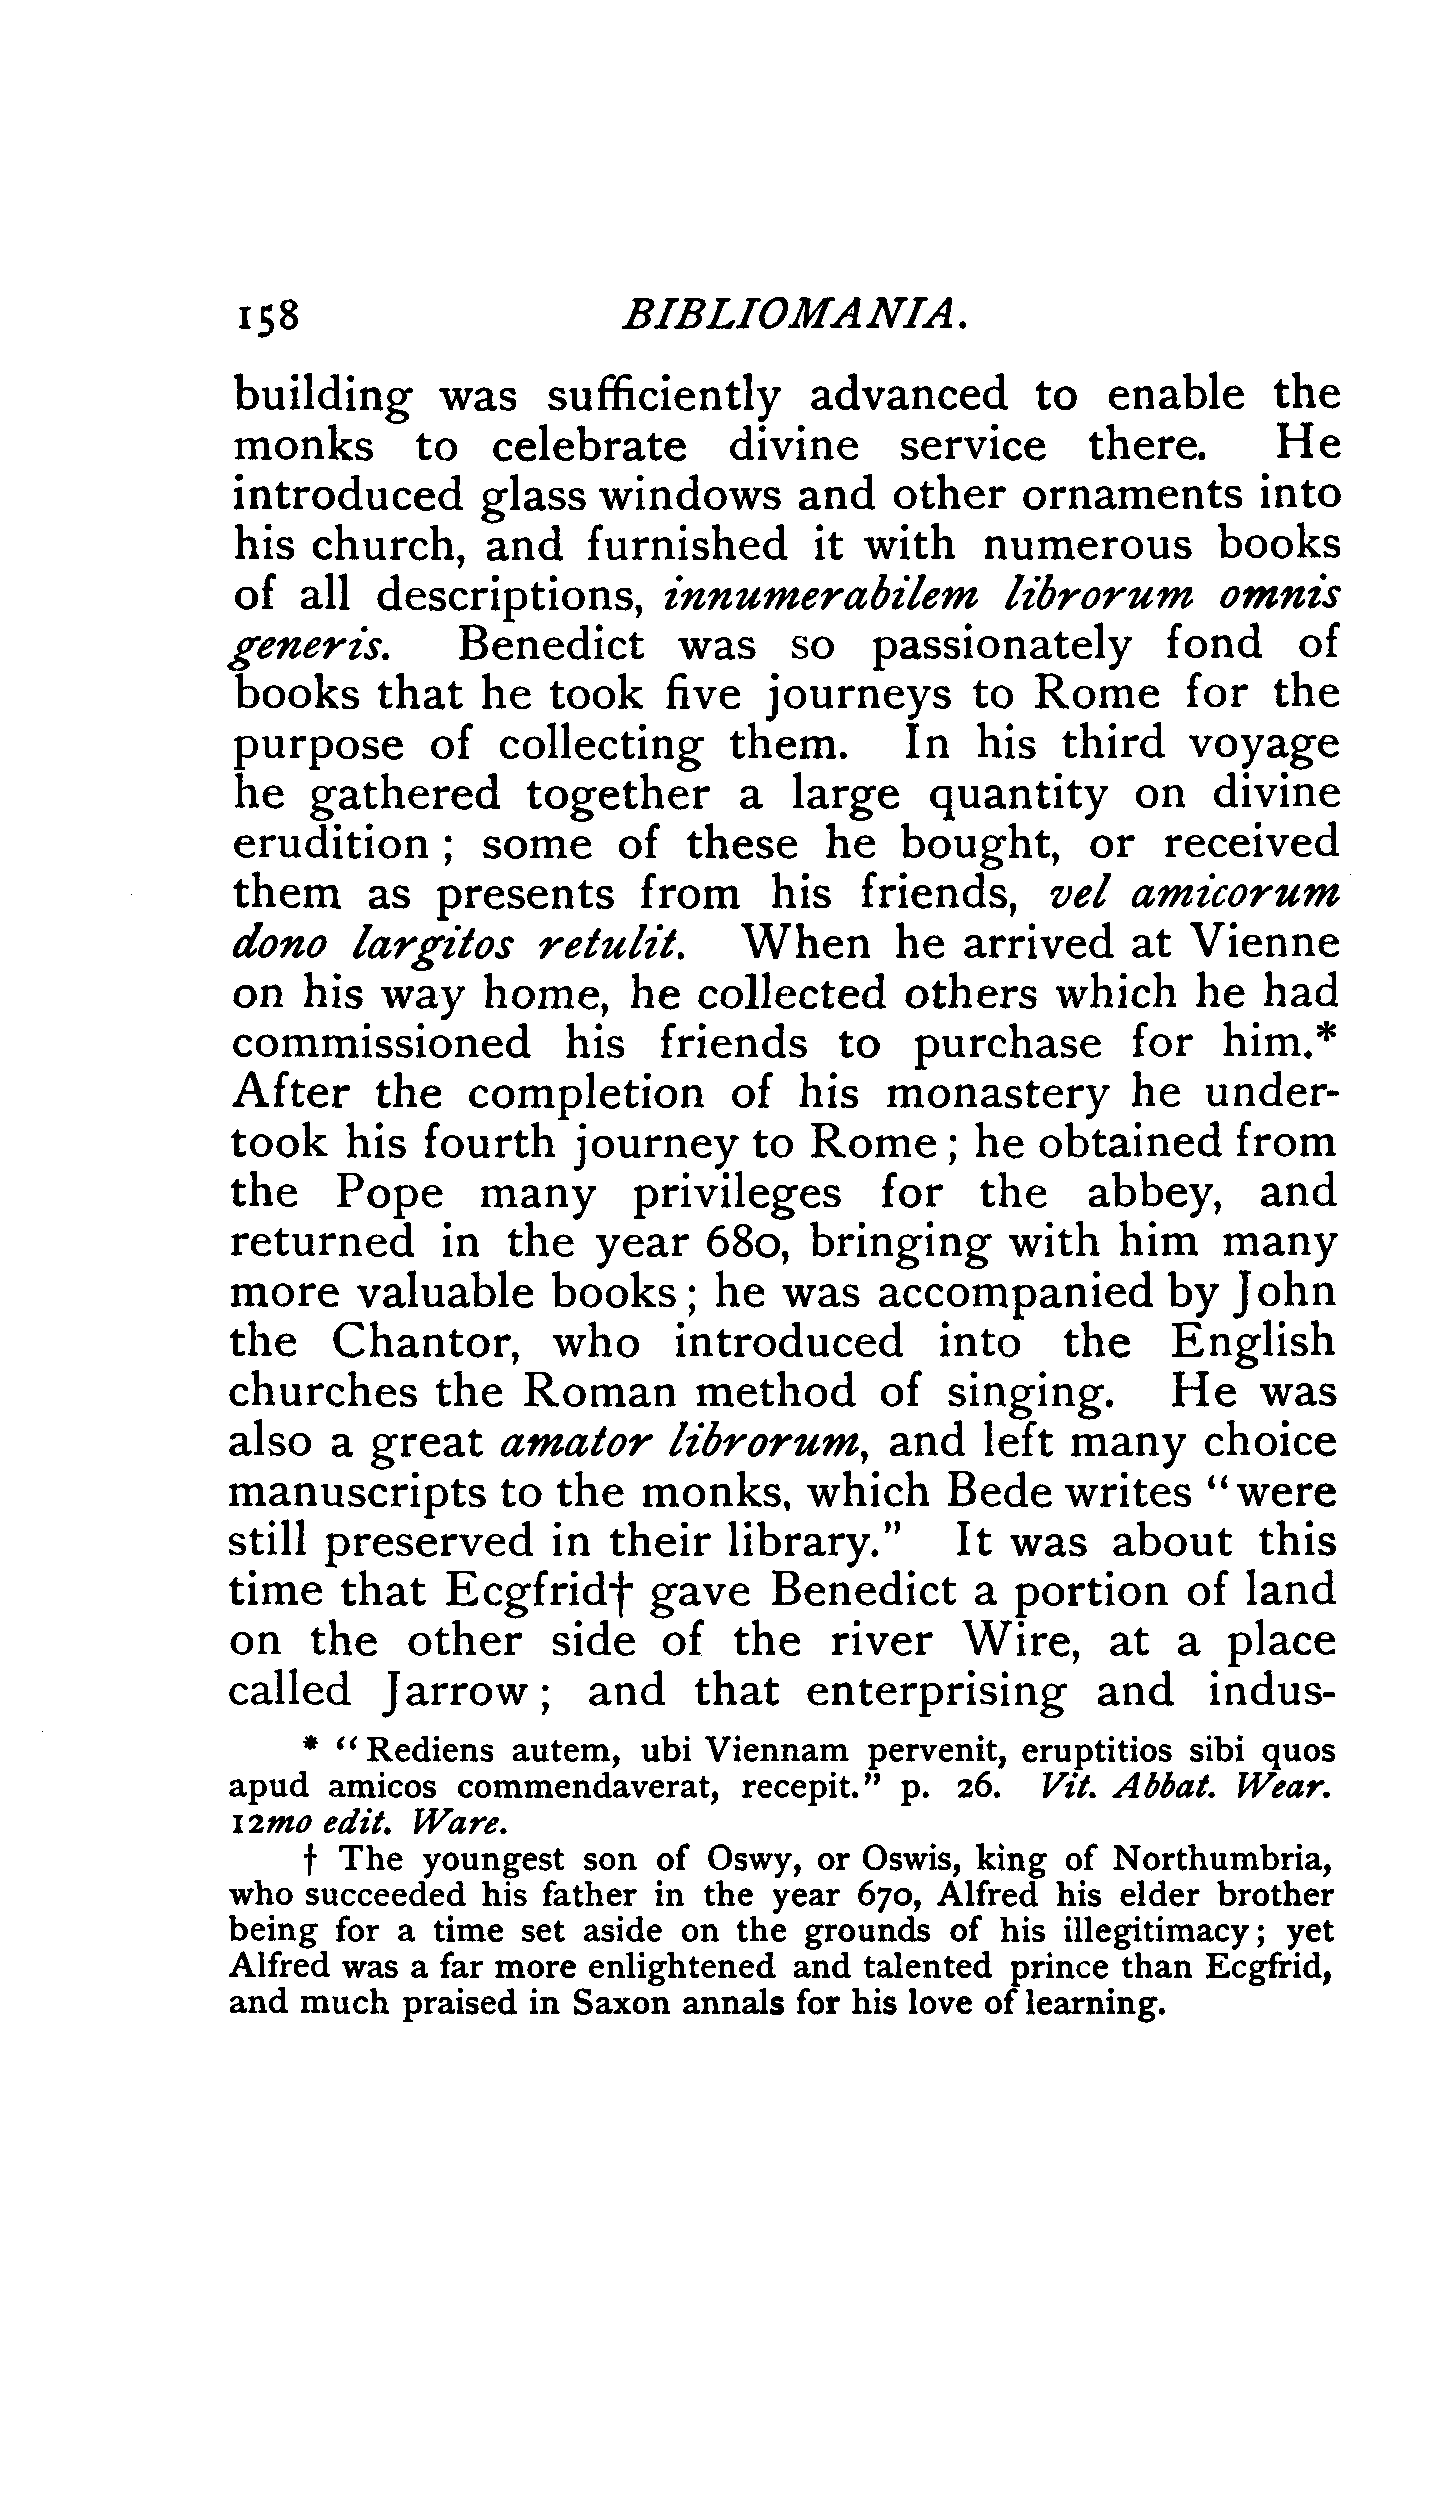 158 BIBLIOMANIA.
building was sufficiently advanced to enable the
monks to celebrate divine service there. He
introduced glass windows and other ornaments into
his church, and furnished it with numerous books
of all descriptions, innumerabilem librorum omnis
generis. Benedict was so passionately fond of
books that he took five journeys to Rome for the
purpose of collecting them. In his third voyage
he gathered together a large quantity on divine
erudition ; some of these he bought, or received
them as presents from his friends, vel amicorum
dono largitos retulit. When he arrived at Vienne
on his way home, he collected others which he had
commissioned his friends to purchase for him.*
After the completion of his monastery he under-
took his fourth journey to Rome ; he obtained from
the Pope many privileges for the abbey, and
returned in the year 680, bringing with him many
more valuable books ; he was accompanied by John
the Chantor, who introduced into the English
churches the Roman method of singing. He was
also a great amator librorum, and left many choice
manuscripts to the monks, which Bede writes “were
still preserved in their library.” It was about this
time that Ecgfrid† gave Benedict a portion of land
on the other side of the river Wire, at a place
called Jarrow ; and that enterprising and indus-
* “Rediens autem, ubi Viennam pervenit, eruptitios sibi quos
apud amicos commendaverat, recepit.” p. 26. Vit. Abbat. Wear.
12mo edit. Ware.
† The youngest son of Oswy, or Oswis, king of Northumbria,
who succeeded his father in the year 670, Alfred his elder brother
being for a time set aside on the grounds of his illegitimacy; yet
Alfred was a far more enlightened and talented prince than Ecgfrid,
and much praised in Saxon annals for his love of learning.